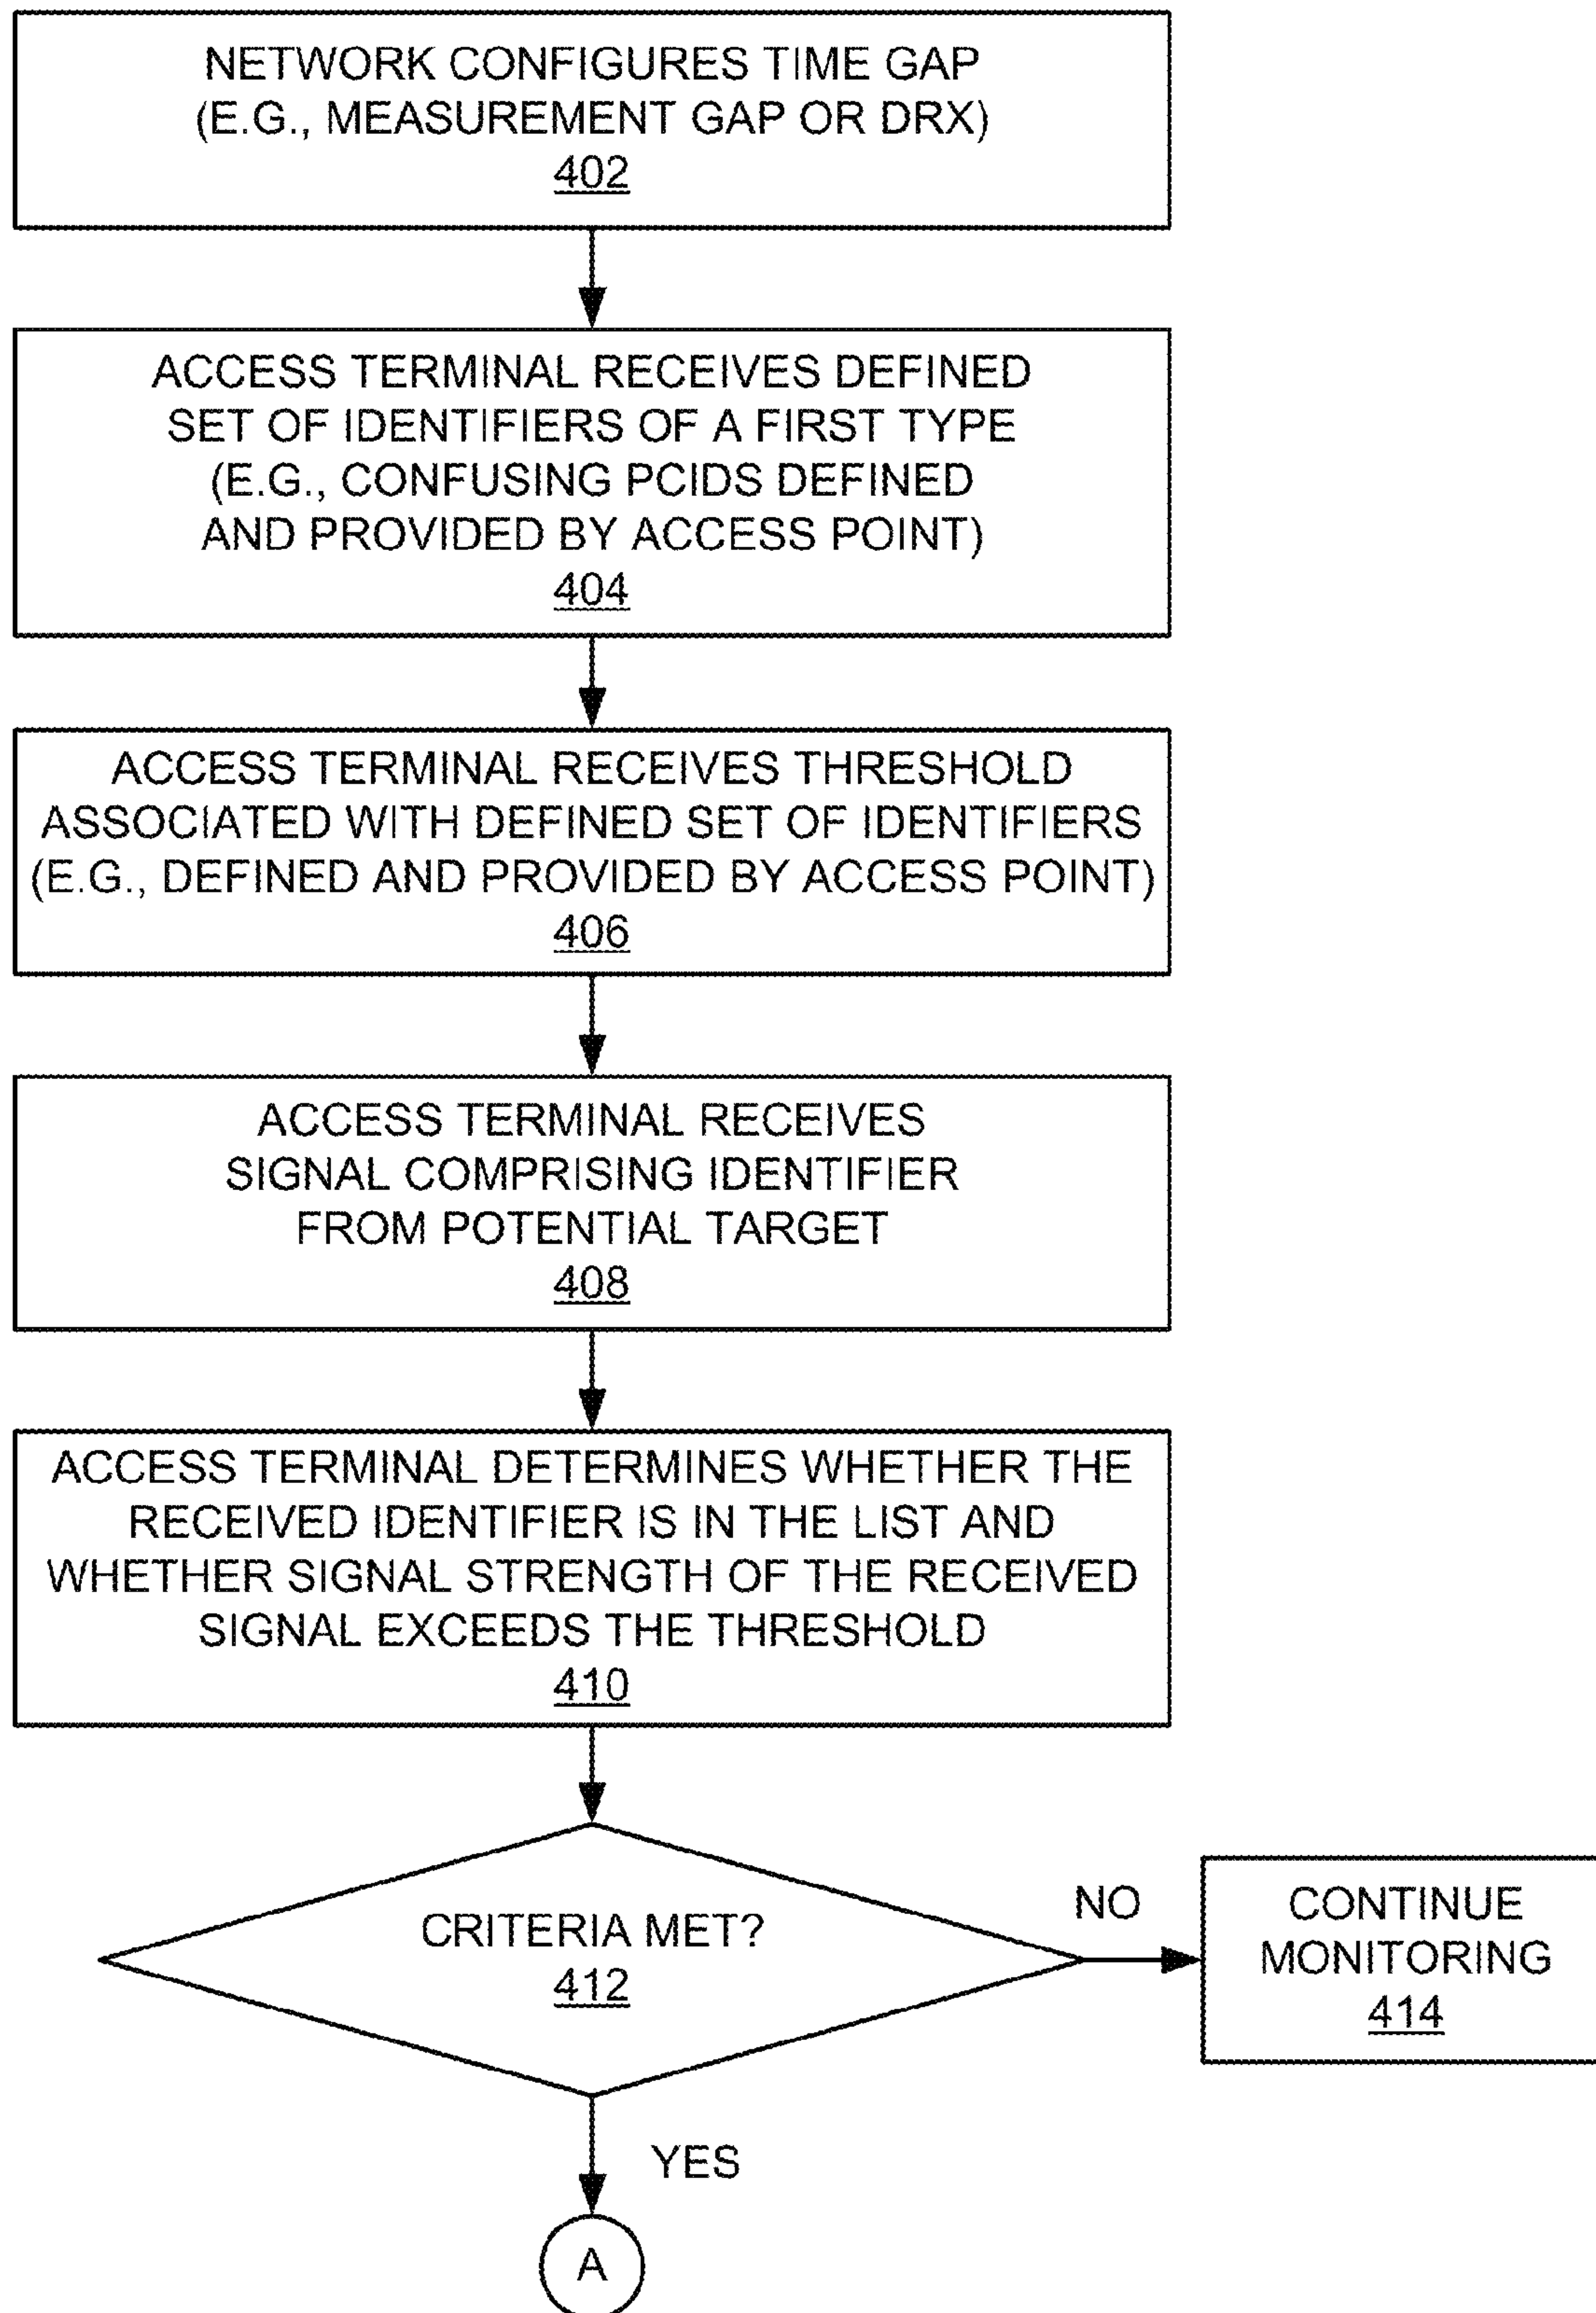 NETWORK CONFIGURES TIME GAP
(E.G., MEASUREMENT GAP OR DRX)
402
ACCESS TERMINAL RECEIVES DEFINED
SET OF IDENTIFIERS OF A FIRST TYPE
(E.G., CONFUSING PCIDS DEFINED
AND PROVIDED BY ACCESS POINT)
404
ACCESS TERMINAL RECEIVES THRESHOLD
ASSOCIATED WITH DEFINED SET OF IDENTIFIERS
(E.G., DEFINED AND PROVIDED BY ACCESS POINT)
406
ACCESS TERMINAL RECEIVES
SIGNAL COMPRISING IDENTIFIER
FROM POTENTIAL TARGET
408
ACCESS TERMINAL DETERMINES WHETHER THE
RECEIVED IDENTIFIER IS IN THE LIST AND
WHETHER SIGNAL STRENGTH OF THE RECEIVED
SIGNAL EXCEEDS THE THRESHOLD
410
CRITERIA MET?
412
NO
CONTINUE
MONITORING
414
YES
A